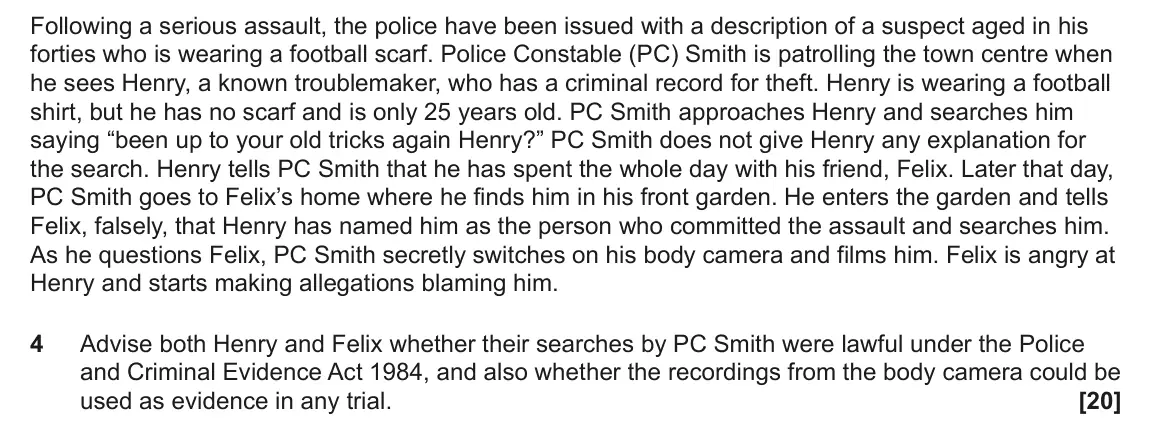 Following a serious assault, the police have been issued with a description of a suspect aged in his
forties who is wearing a football scarf. Police Constable (PC) Smith is patrolling the town centre when
he sees Henry, a known troublemaker, who has a criminal record for theft. Henry is wearing a football
shirt, but he has no scarf and is only 25 years old. PC Smith approaches Henry and searches him
saying “been up to your old tricks again Henry?” PC Smith does not give Henry any explanation for
the search. Henry tells PC Smith that he has spent the whole day with his friend, Felix. Later that day,
PC Smith goes to Felix’s home where he finds him in his front garden. He enters the garden and tells
Felix, falsely, that Henry has named him as the person who committed the assault and searches him.
As he questions Felix, PC Smith secretly switches on his body camera and films him. Felix is angry at
Henry and starts making allegations blaming him.
4 Advise both Henry and Felix whether their searches by PC Smith were lawful under the Police
and Criminal Evidence Act 1984, and also whether the recordings from the body camera could be
used as evidence in any trial. [20]